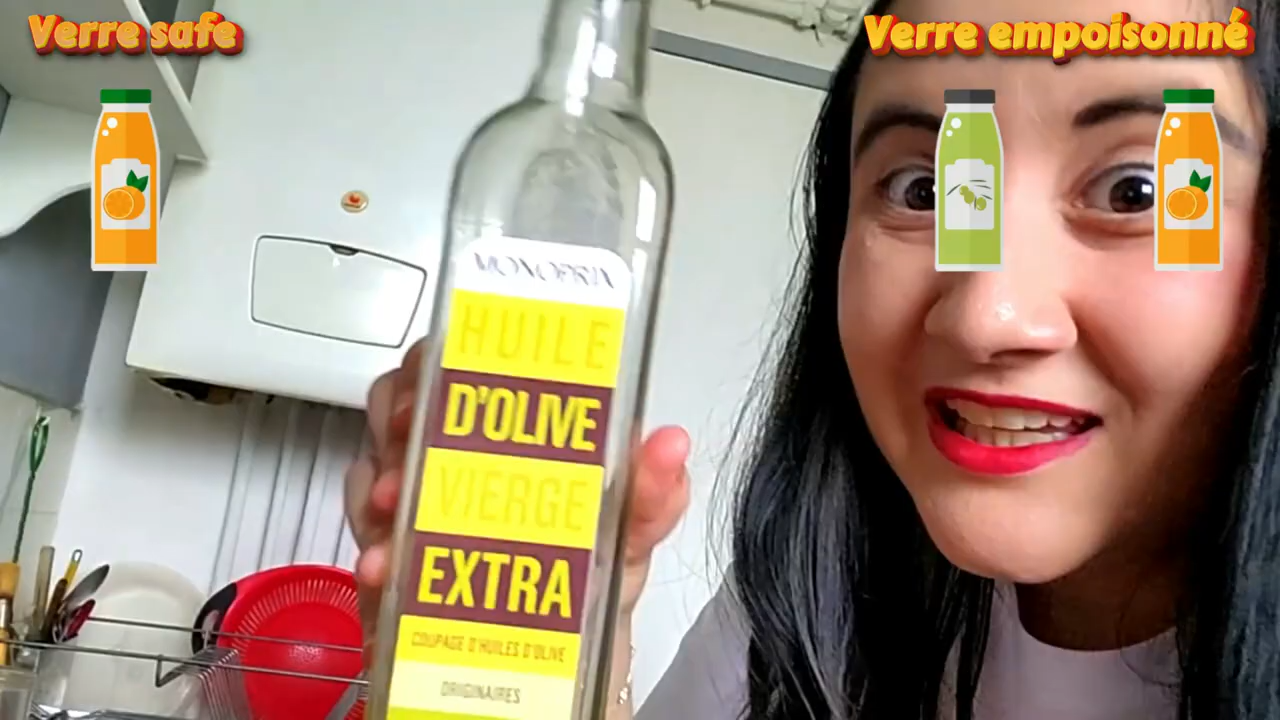 Verre safe
Verre empoisonné
MONOPRIX
HUILE
D'OLIVE
VIERGE
EXTRA
COUPAGE D'HUILES D'OLIVE
ORIGINAIRES